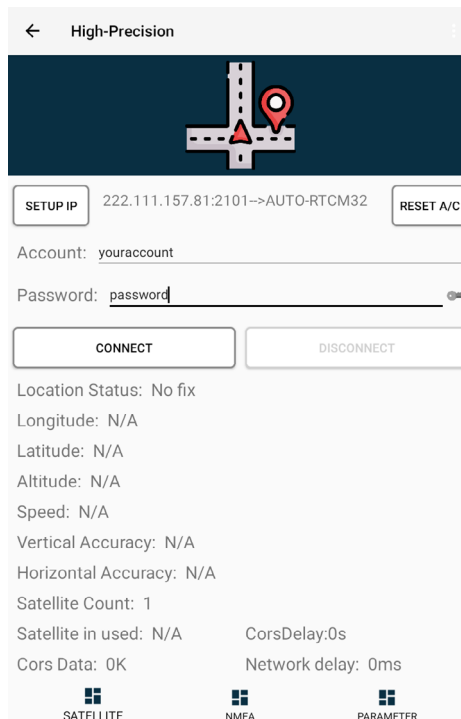 High-Precision
SETUP IP 222.111.157.81:2101-->AUTO-RTCM32 RESET A/C
Account: youraccount
Password: password
CONNECT DISCONNECT
Location Status: No fix
Longitude: N/A
Latitude: N/A
Altitude: N/A
Speed: N/A
Vertical Accuracy: N/A
Horizontal Accuracy: N/A
Satellite Count: 1
Satellite in used: N/A CorsDelay:0s
Cors Data: 0K Network delay: 0ms
SATELLITE NMEA PARAMETER